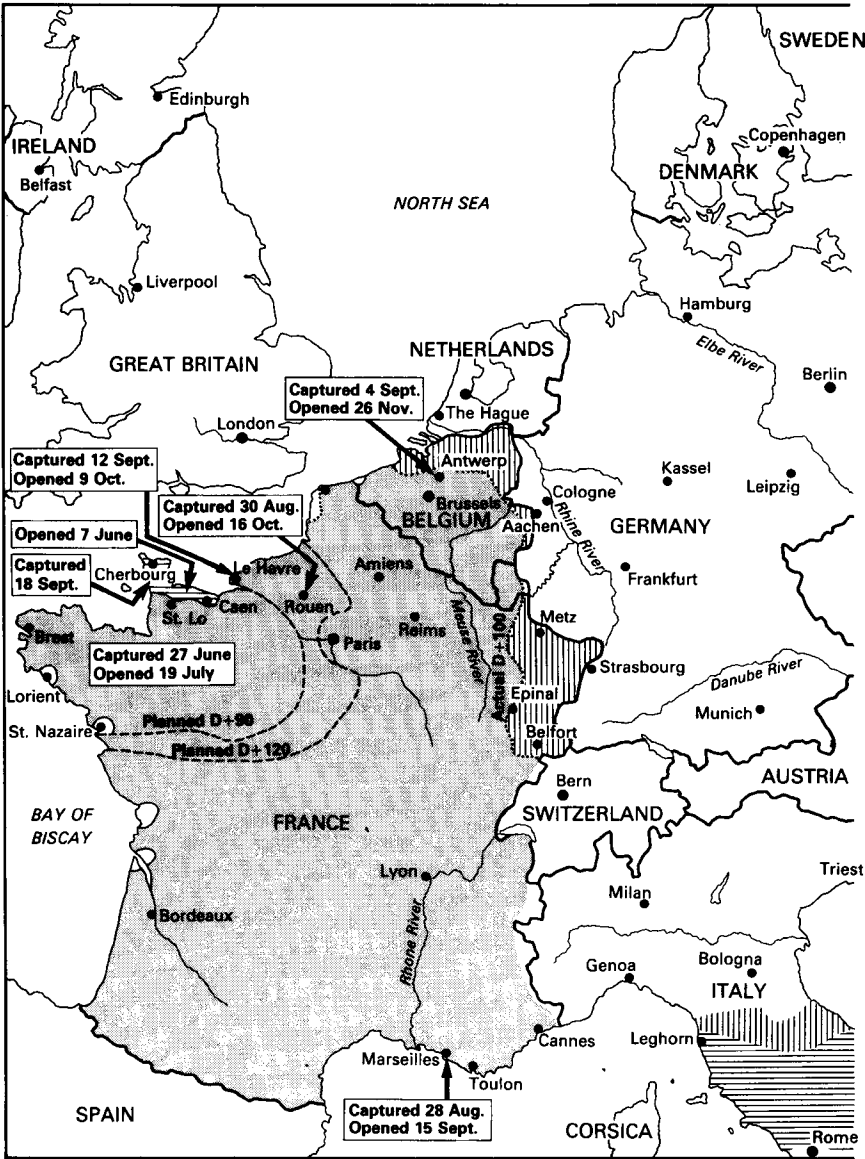 SWEDEN
Edinburgh
IRELAND
Belfast
Copenhagen
DENMARK
NORTH SEA
Liverpool
Hamburg
Elbe River
GREAT BRITAIN
NETHERLANDS
Berlin
Captured 4 Sept.
Opened 26 Nov.
The Hague
London
Captured 12 Sept.
Opened 9 Oct.
Antwerp
Kassel
Leipzig
Captured 30 Aug.
Opened 16 Oct.
Brussels
Cologne
BELGIUM
Aachen
Rhine River
GERMANY
Opened 7 June
Captured
18 Sept.
Cherbourg
Havre
Amiens
Frankfurt
St. Lo
Caen
Rouen
Reims
Meuse River
Metz
Brest
Paris
Actual D+100
Captured 27 June
Opened 19 July
Strasbourg
Lorient
Epinal
Danube River
Munich
St. Nazaire
Planned D+90
Planned D+120
Belfort
Bern
AUSTRIA
SWITZERLAND
BAY OF
BISCAY
FRANCE
Lyon
Milan
Triest
Bordeaux
Rhone River
Genoa
Bologna
ITALY
Cannes
Leghorn
Marseilles
Toulon
Captured 28 Aug.
Opened 15 Sept.
SPAIN
CORSICA
Rome